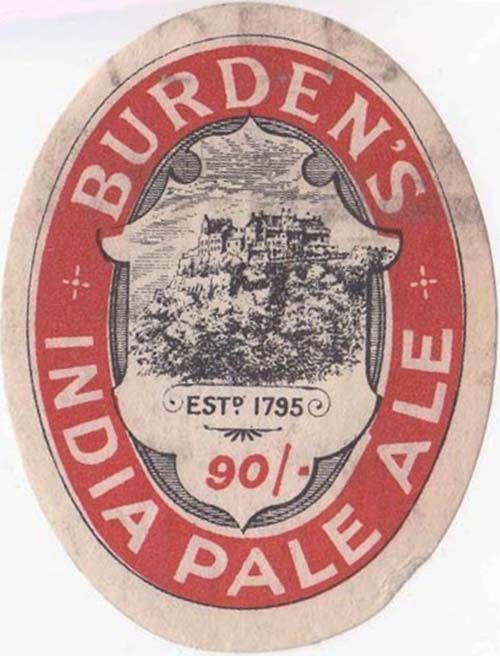 BURDEN'S
ESTD 1795
90/-
INDIA PALE ALE